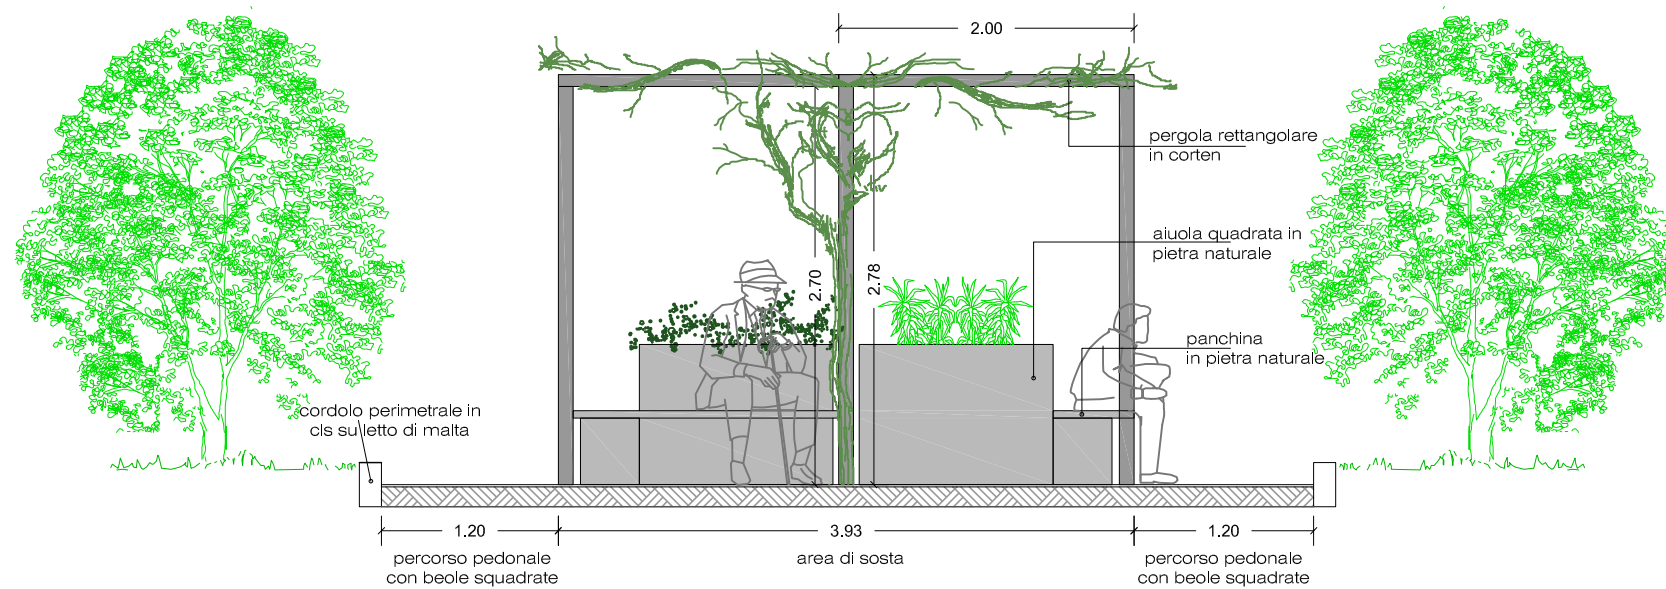 2.00
pergola rettangolare
in corten
aiuola quadrata in
pietra naturale
2.70
2.78
panchina
in pietra naturale
cordolo perimetrale in
cls su letto di malta
1.20
3.93
1.20
percorso pedonale
con beole squadrate
area di sosta
percorso pedonale
con beole squadrate